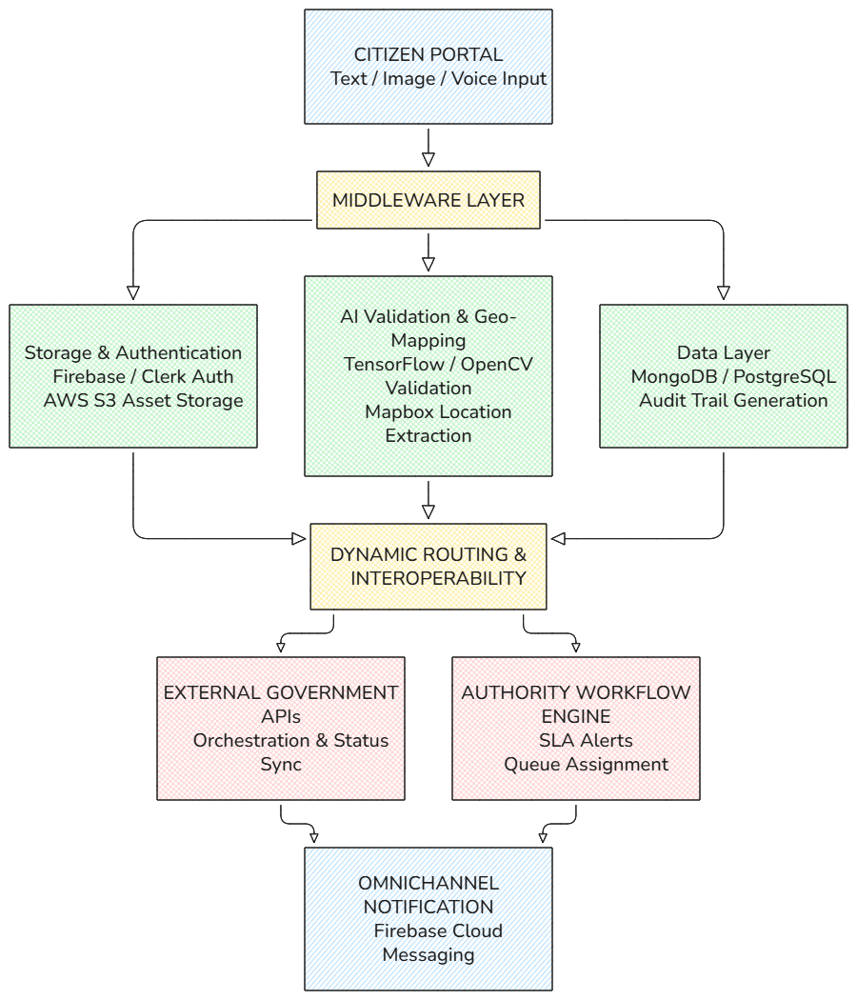 CITIZEN PORTAL
Text / Image / Voice Input
MIDDLEWARE LAYER
Storage & Authentication
Firebase / Clerk Auth
AWS S3 Asset Storage
AI Validation & Geo-
Mapping
TensorFlow / OpenCV
Validation
Mapbox Location
Extraction
Data Layer
MongoDB / PostgreSQL
Audit Trail Generation
DYNAMIC ROUTING &
INTEROPERABILITY
EXTERNAL GOVERNMENT
APIs
Orchestration & Status
Sync
AUTHORITY WORKFLOW
ENGINE
SLA Alerts
Queue Assignment
OMNICHANNEL
NOTIFICATION
Firebase Cloud
Messaging